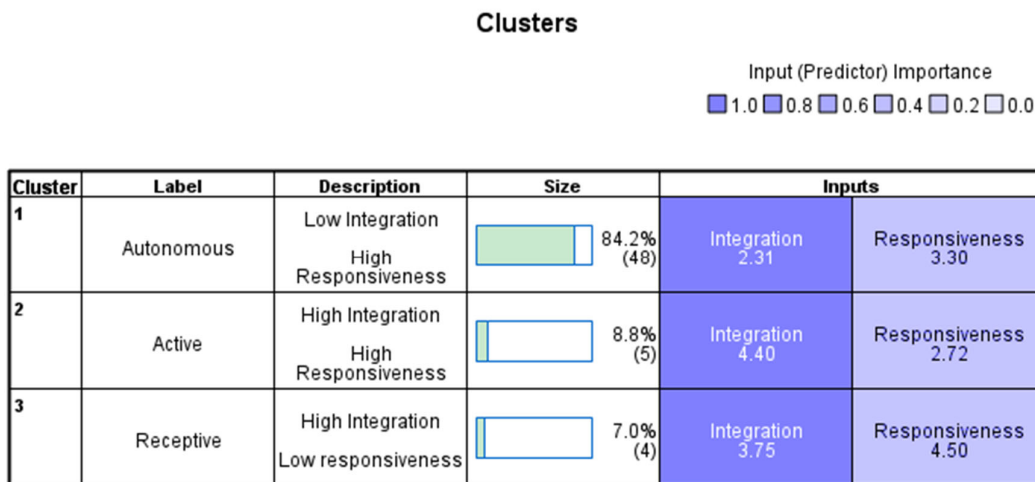 Clusters
Input (Predictor) Importance
1.0 0.8 0.6 0.4 0.2 0.0
Cluster Label Description Size Inputs
1
Autonomous
Low Integration
High
Responsiveness
84.2%
(48)
Integration
2.31
Responsiveness
3.30
2
Active
High Integration
High
Responsiveness
8.8%
(5)
Integration
4.40
Responsiveness
2.72
3
Receptive
High Integration
Low responsiveness
7.0%
(4)
Integration
3.75
Responsiveness
4.50